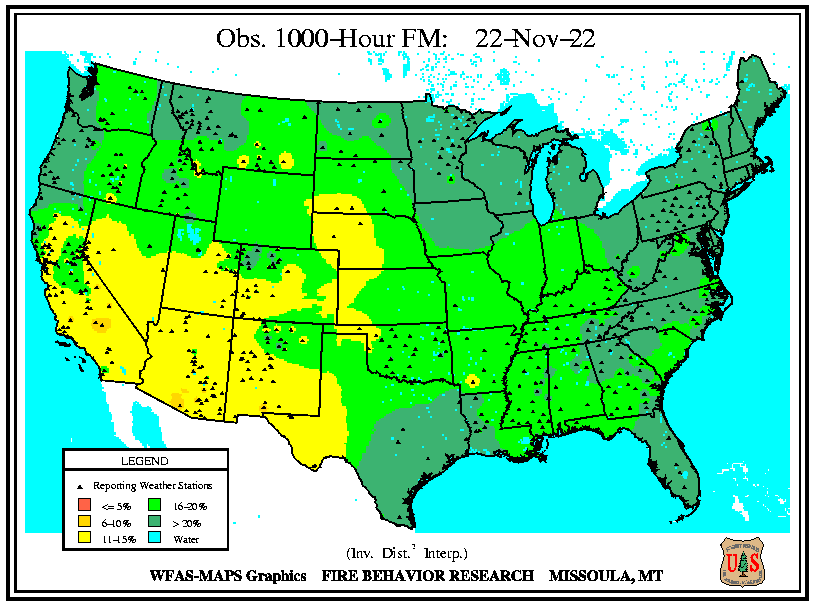 Obs. 1000-Hour FM: 22-Nov-22
LEGEND
Reporting Weather Stations
<= 5% 16-20%
6-10% > 20%
11-15% Water
(Inv. Dist.² Interp.)
WFAS-MAPS Graphics FIRE BEHAVIOR RESEARCH MISSOULA, MT
U S